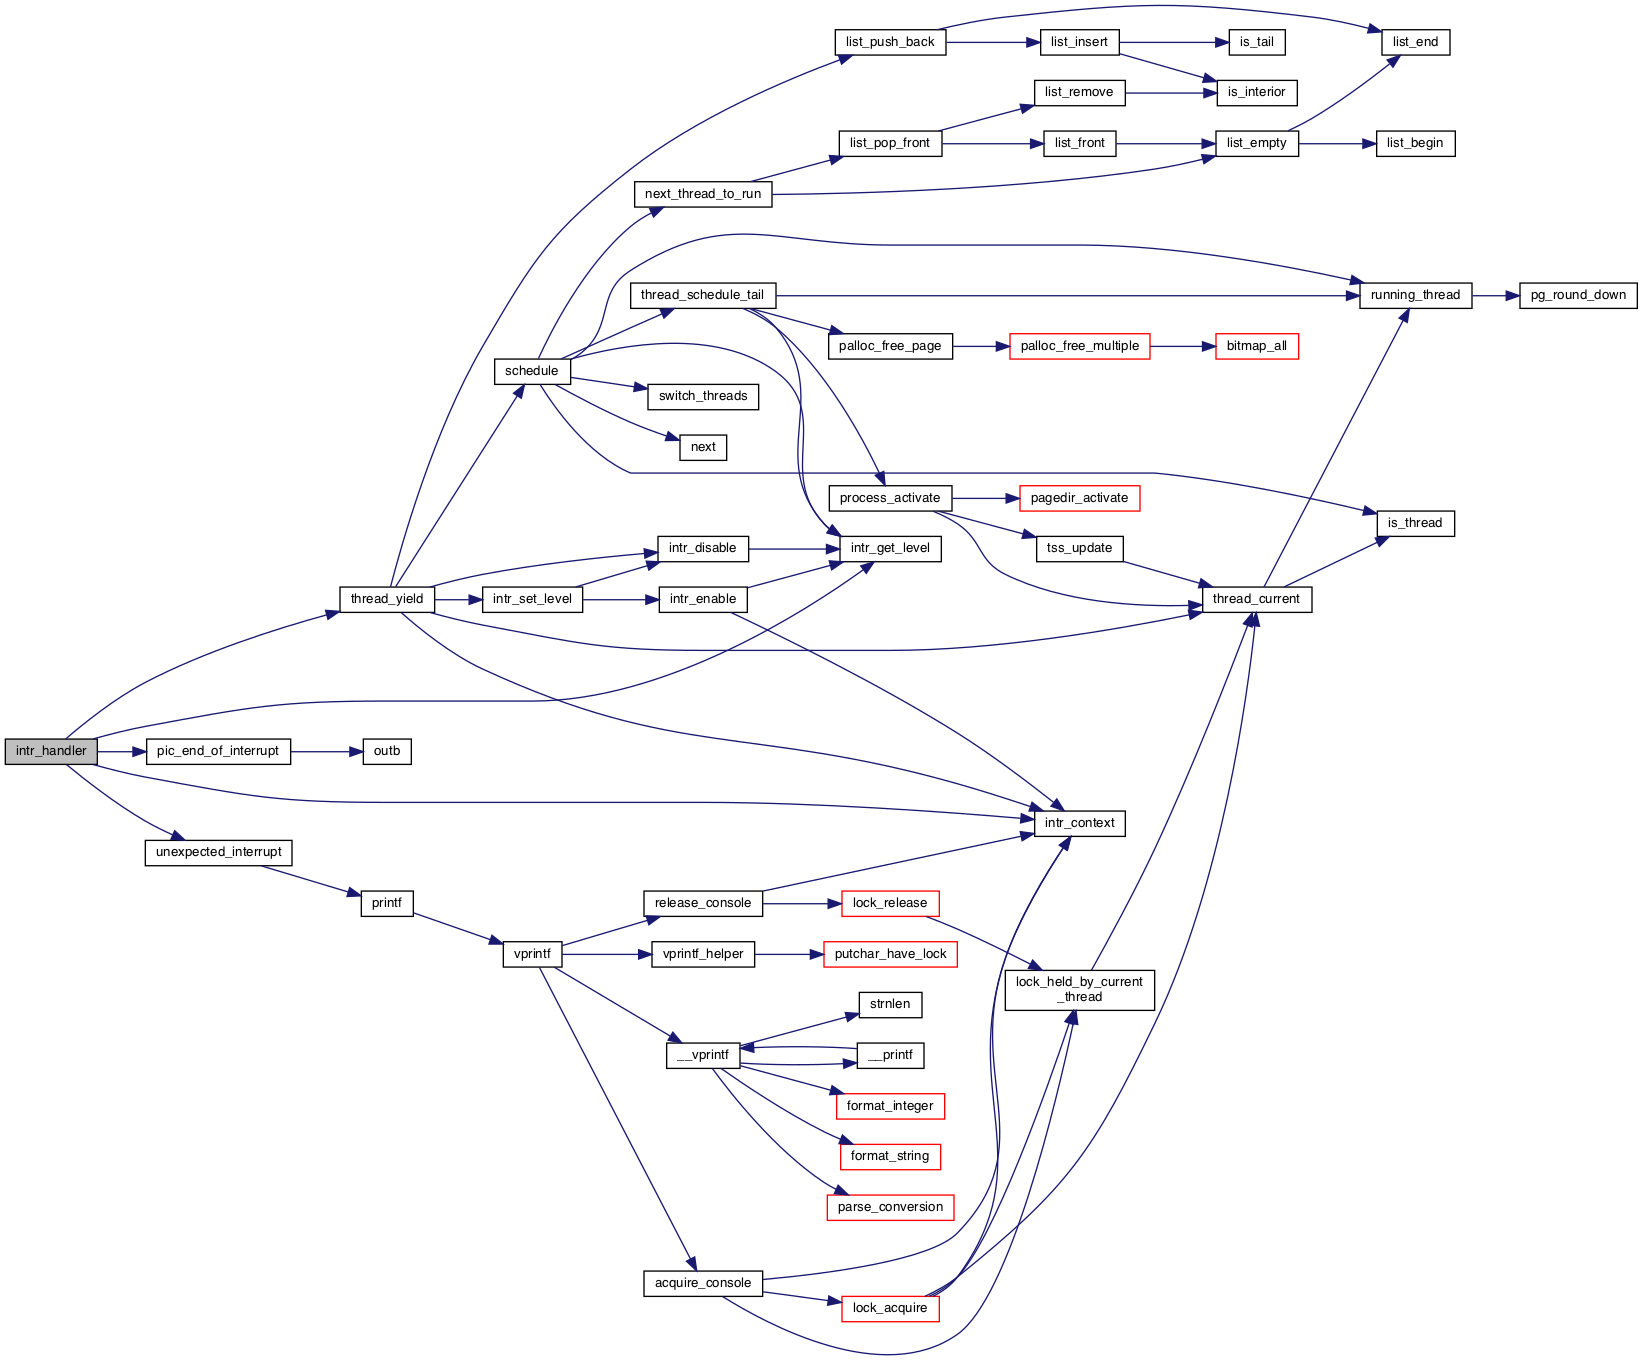 list_push_back
list_insert
is_tail
list_end
list_remove
is_interior
list_pop_front
list_front
list_empty
list_begin
next_thread_to_run
thread_schedule_tail
running_thread
pg_round_down
palloc_free_page
palloc_free_multiple
bitmap_all
schedule
switch_threads
next
process_activate
pagedir_activate
is_thread
intr_disable
intr_get_level
tss_update
thread_yield
intr_set_level
intr_enable
thread_current
intr_handler
pic_end_of_interrupt
outb
intr_context
unexpected_interrupt
printf
release_console
lock_release
vprintf
vprintf_helper
putchar_have_lock
lock_held_by_current
_thread
strnlen
__vprintf
__printf
format_integer
format_string
parse_conversion
acquire_console
lock_acquire